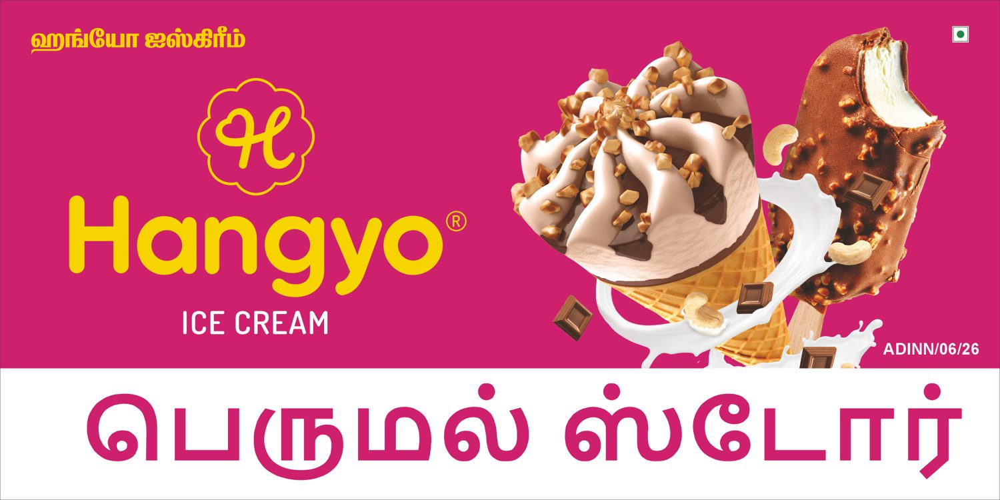 ஹங்யோ ஐஸ்கிரீம்
H
Hangyo®
ICE CREAM
ADINN/06/26
பெருமல் ஸ்டோர்